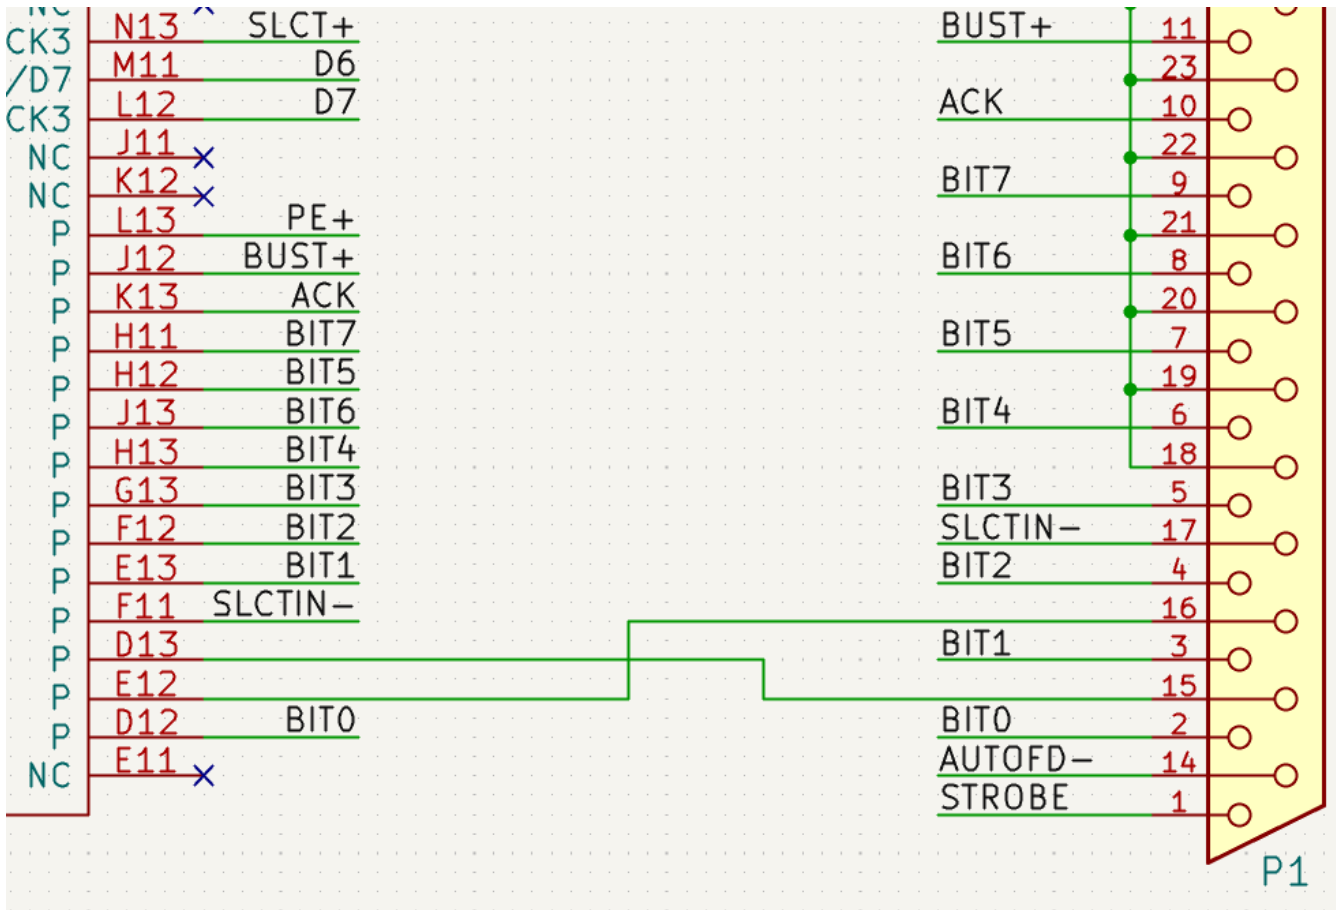 NC
CK3 N13 SLCT+ BUST+ 11
/D7 M11 D6 23
CK3 L12 D7 ACK 10
NC J11 22
NC K12 BIT7 9
P L13 PE+ 21
P J12 BUST+ BIT6 8
P K13 ACK 20
P H11 BIT7 BIT5 7
P H12 BIT5 19
P J13 BIT6 BIT4 6
P H13 BIT4 18
P G13 BIT3 BIT3 5
P F12 BIT2 SLCTIN- 17
P E13 BIT1 BIT2 4
P F11 SLCTIN- 16
P D13 BIT1 3
P E12 15
P D12 BIT0 BIT0 2
NC E11 AUTOFD- 14
STROBE 1
P1